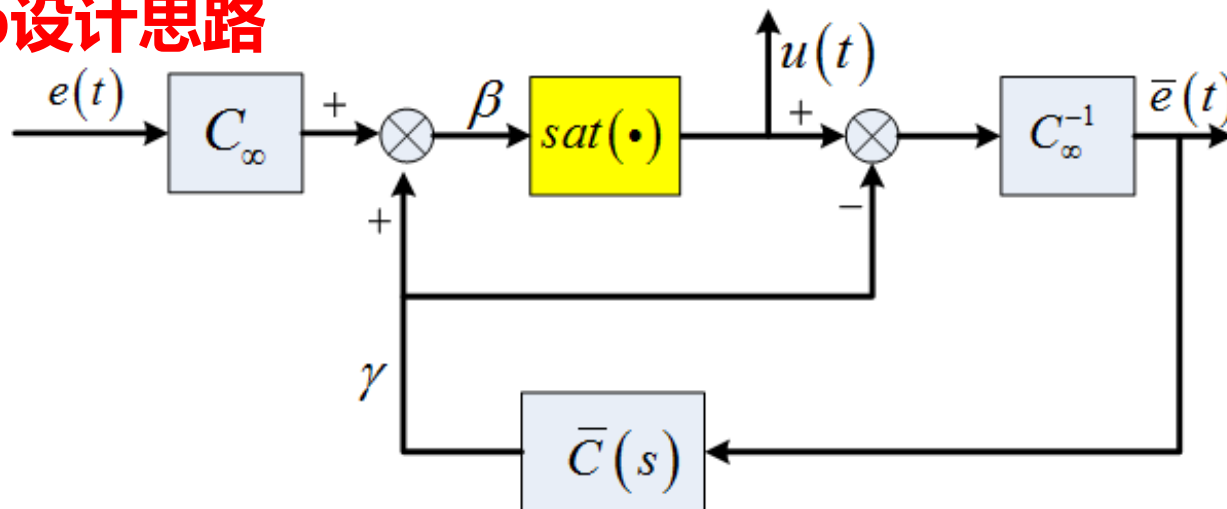 设计思路
e(t)
C∞
+
β
sat(•)
u(t)
+
C∞⁻¹
ē(t)
+
−
γ
C̄(s)